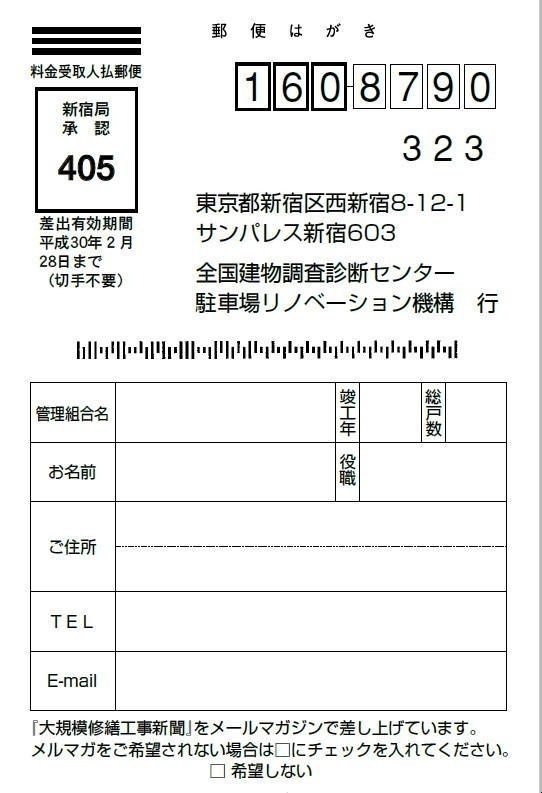 郵便はがき
料金受取人払郵便
1608790
新宿局
承認
405
323
差出有効期間
平成30年2月
28日まで
（切手不要）
東京都新宿区西新宿8-12-1
サンパレス新宿603
全国建物調査診断センター
駐車場リノベーション機構 行
管理組合名 竣工年 総戸数
お名前 役職
ご住所
TEL
E-mail
『大規模修繕工事新聞』をメールマガジンで差し上げています。
メルマガをご希望されない場合は□にチェックを入れてください。
□ 希望しない